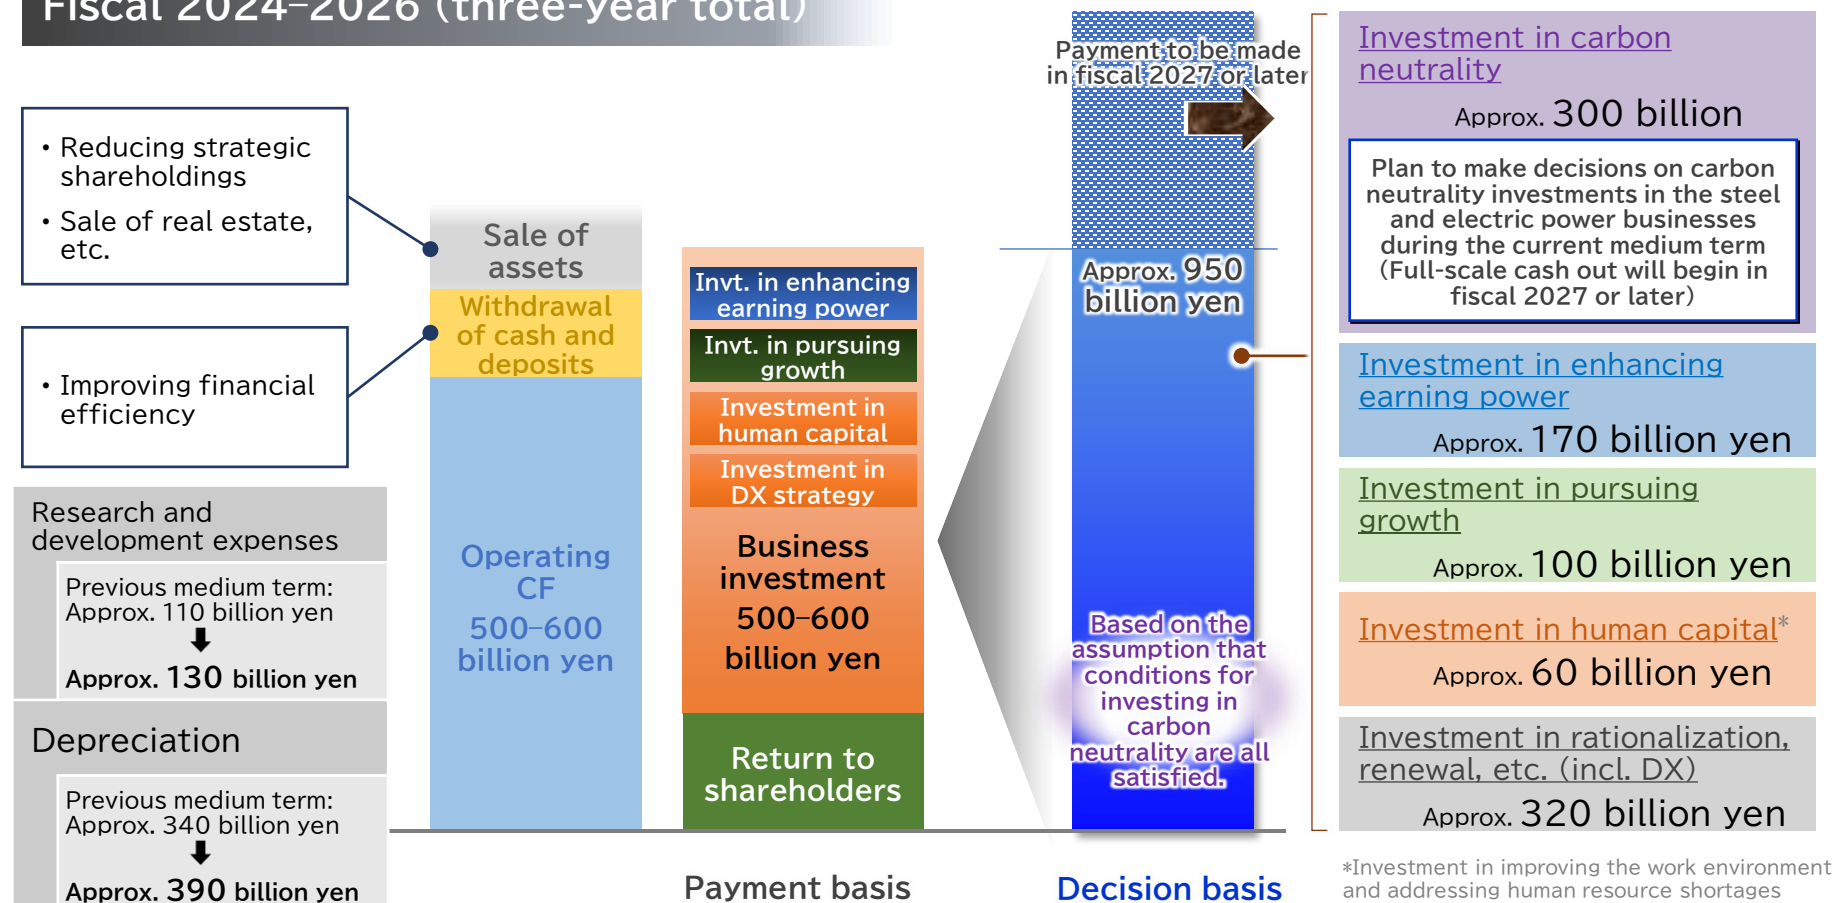 Fiscal 2024–2026 (three-year total)
・Reducing strategic
shareholdings
・Sale of real estate,
etc.
・Improving financial
efficiency
Research and
development expenses
Previous medium term:
Approx. 110 billion yen
Approx. 130 billion yen
Depreciation
Previous medium term:
Approx. 340 billion yen
Approx. 390 billion yen
Sale of
assets
Withdrawal
of cash and
deposits
Operating
CF
500–600
billion yen
Invt. in enhancing
earning power
Invt. in pursuing
growth
Investment in
human capital
Investment in
DX strategy
Business
investment
500–600
billion yen
Return to
shareholders
Payment basis
Payment to be made
in fiscal 2027 or later
Approx. 950
billion yen
Based on the
assumption that
conditions for
investing in
carbon
neutrality are all
satisfied.
Decision basis
Investment in carbon
neutrality
Approx. 300 billion
Plan to make decisions on carbon
neutrality investments in the steel
and electric power businesses
during the current medium term
(Full-scale cash out will begin in
fiscal 2027 or later)
Investment in enhancing
earning power
Approx. 170 billion yen
Investment in pursuing
growth
Approx. 100 billion yen
Investment in human capital*
Approx. 60 billion yen
Investment in rationalization,
renewal, etc. (incl. DX)
Approx. 320 billion yen
*Investment in improving the work environment
and addressing human resource shortages